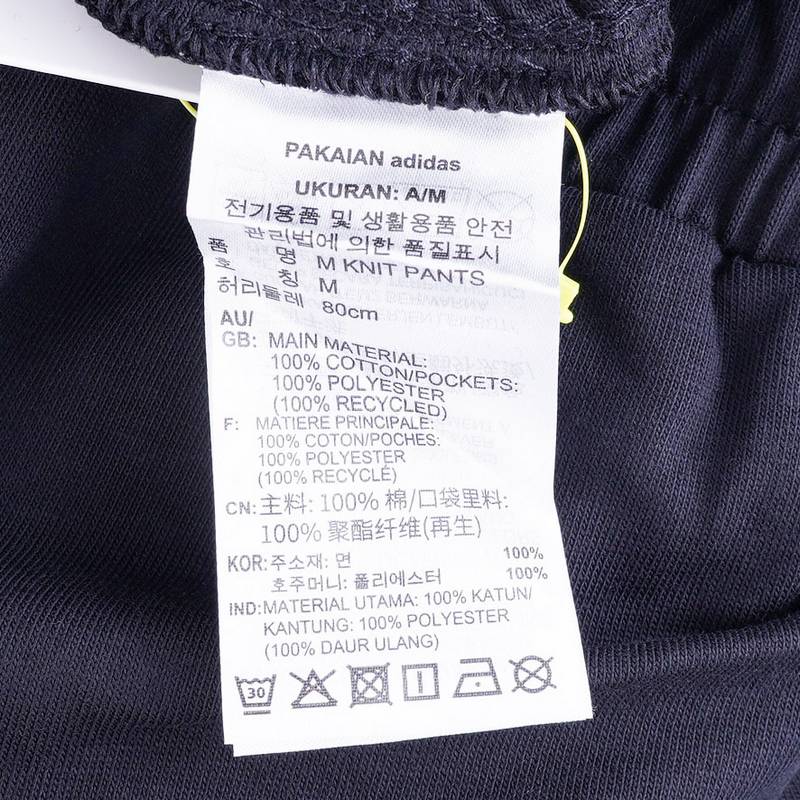 PAKAIAN adidas
UKURAN: A/M
전기용품 및 생활용품 안전
관리법에 의한 품질표시
품 명 M KNIT PANTS
호 칭 M
허리둘레 80cm
AU/
GB: MAIN MATERIAL:
100% COTTON/POCKETS:
100% POLYESTER
(100% RECYCLED)
F: MATIERE PRINCIPALE:
100% COTON/POCHES:
100% POLYESTER
(100% RECYCLÉ)
CN: 主料: 100% 棉/口袋里料:
100% 聚酯纤维(再生)
KOR: 주소재: 면 100%
호주머니: 폴리에스터 100%
IND: MATERIAL UTAMA: 100% KATUN/
KANTUNG: 100% POLYESTER
(100% DAUR ULANG)
30